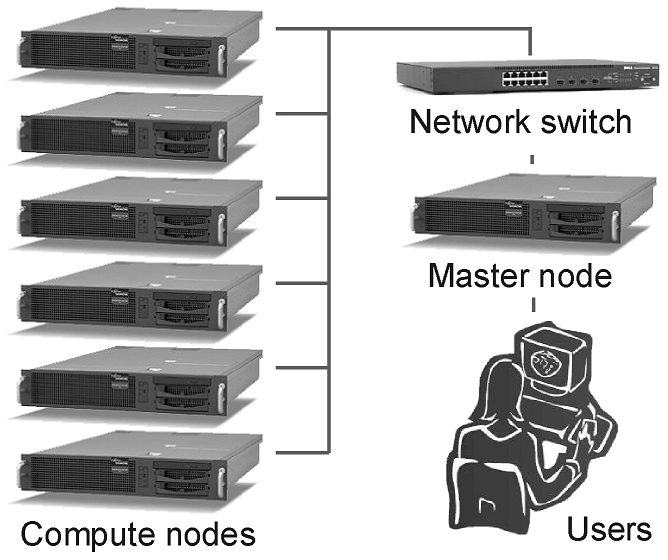 Network switch
Master node
Compute nodes
Users